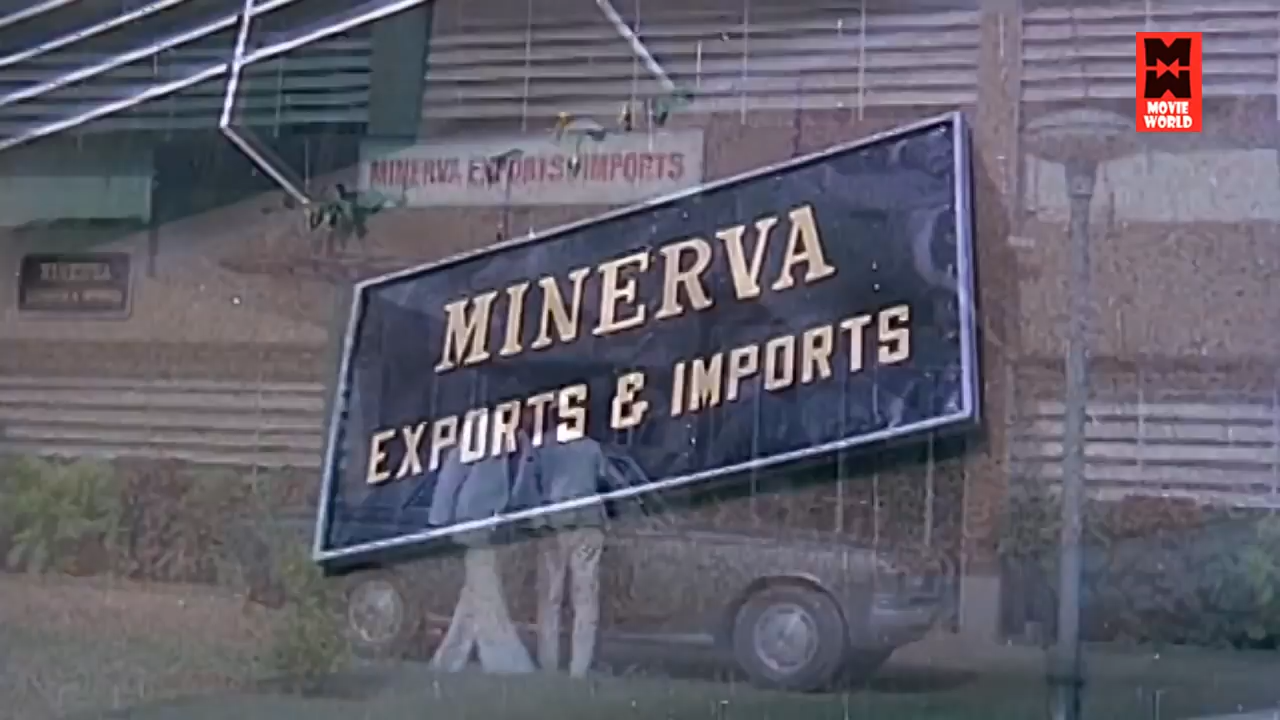 MOVIE
WORLD
MINERVA EXPORTS IMPORTS
MINERVA
MINERVA
EXPORTS & IMPORTS